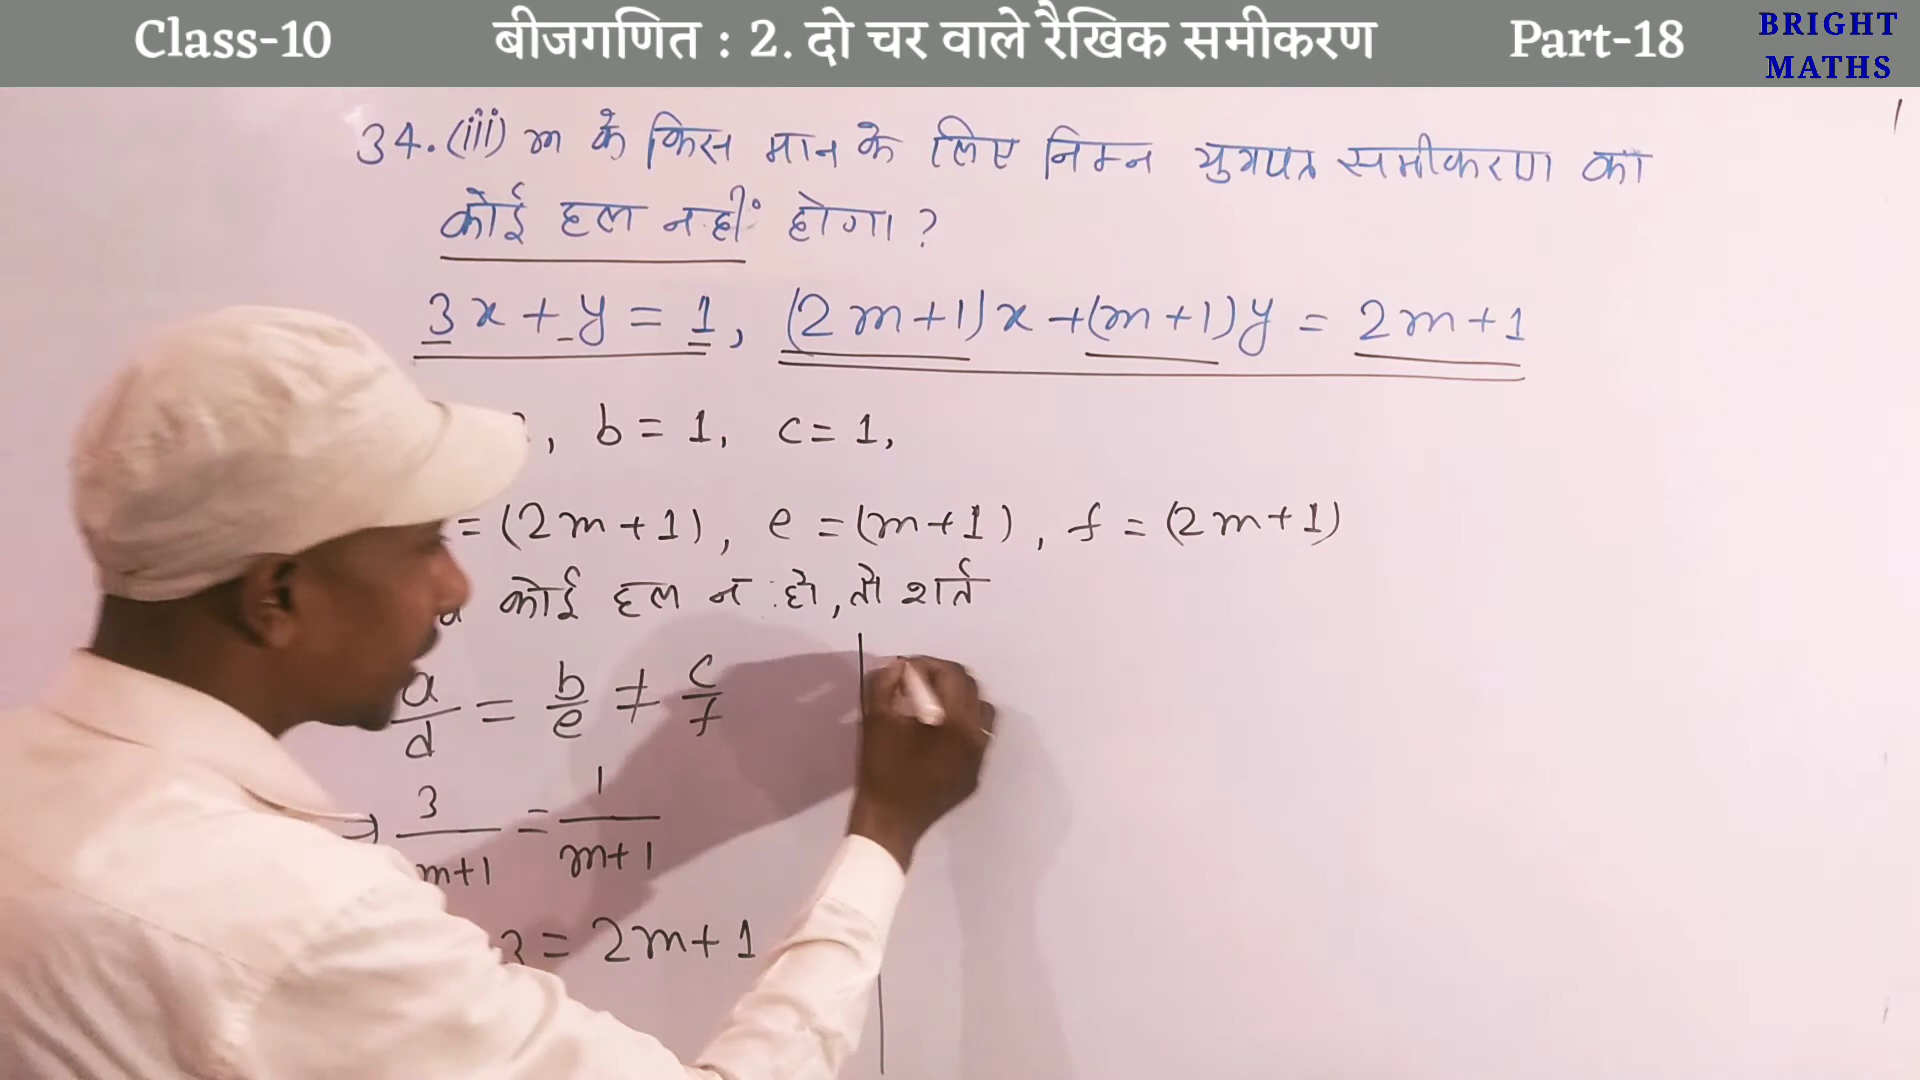 Class-10 बीजगणित : 2. दो चर वाले रैखिक समीकरण Part-18 BRIGHT MATHS
34. (iii) m के किस मान के लिए निम्न युगपत समीकरण का
कोई हल नहीं होगा ?
3x + y = 1, (2m+1)x+(m+1)y = 2m+1
, b = 1, c = 1,
= (2m+1), e = (m+1), f = (2m+1)
कोई हल न हो, तो शर्त
a/d = b/e ≠ c/f
⇒ 3/m+1 = 1/m+1
3 = 2m+1